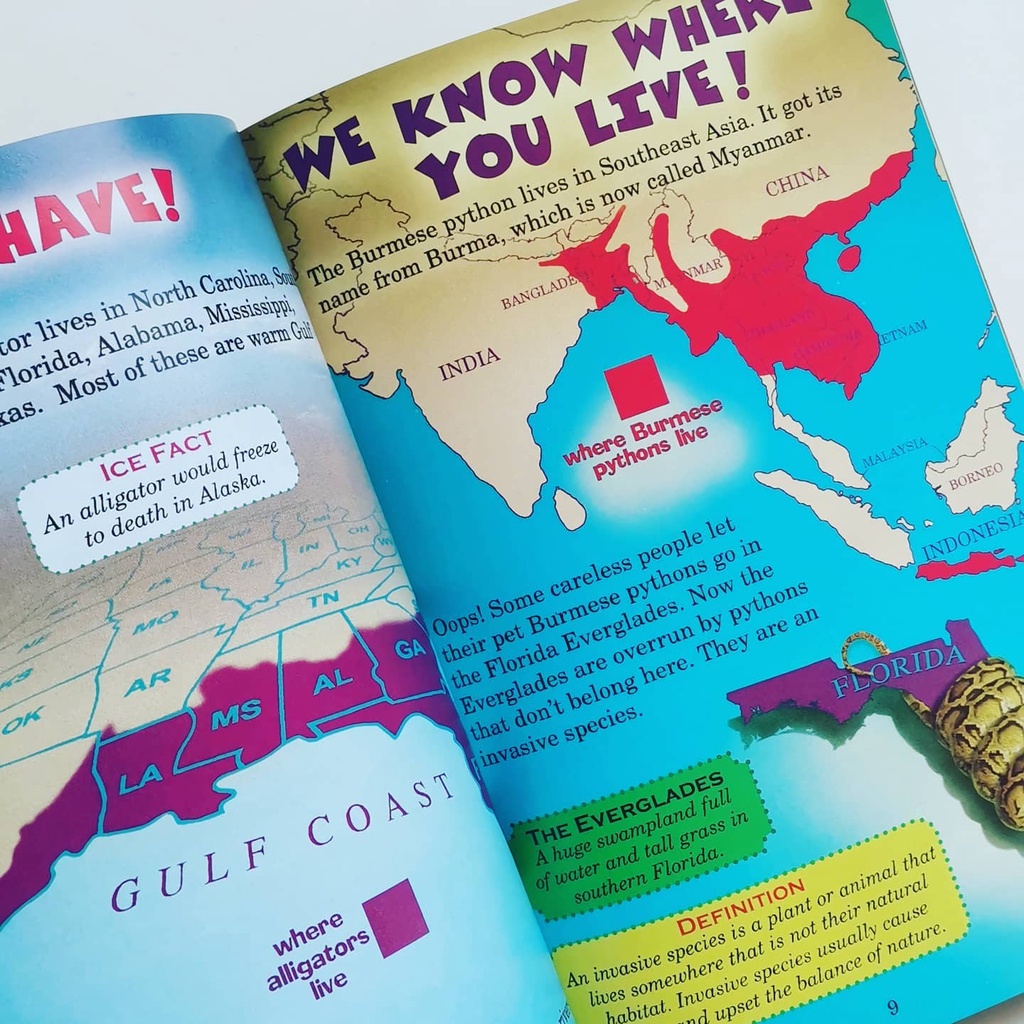 HAVE!
tor lives in North Carolina,
Florida, Alabama, Mississippi,
xas. Most of these are warm Gulf
ICE FACT
An alligator would freeze
to death in Alaska.
IN
OH
IL
KY
MO
TN
KS
AR
OK
GA
AL
MS
LA
GULF COAST
where
alligators
live
WE KNOW WHERE
YOU LIVE!
The Burmese python lives in Southeast Asia. It got its
name from Burma, which is now called Myanmar.
CHINA
BANGLADESH
MYANMAR
INDIA
VIETNAM
where Burmese
pythons live
MALAYSIA
BORNEO
INDONESIA
Oops! Some careless people let
their pet Burmese pythons go in
the Florida Everglades. Now the
Everglades are overrun by pythons
that don't belong here. They are an
invasive species.
FLORIDA
THE EVERGLADES
A huge swampland full
of water and tall grass in
southern Florida.
DEFINITION
An invasive species is a plant or animal that
lives somewhere that is not their natural
habitat. Invasive species usually cause
and upset the balance of nature.
9